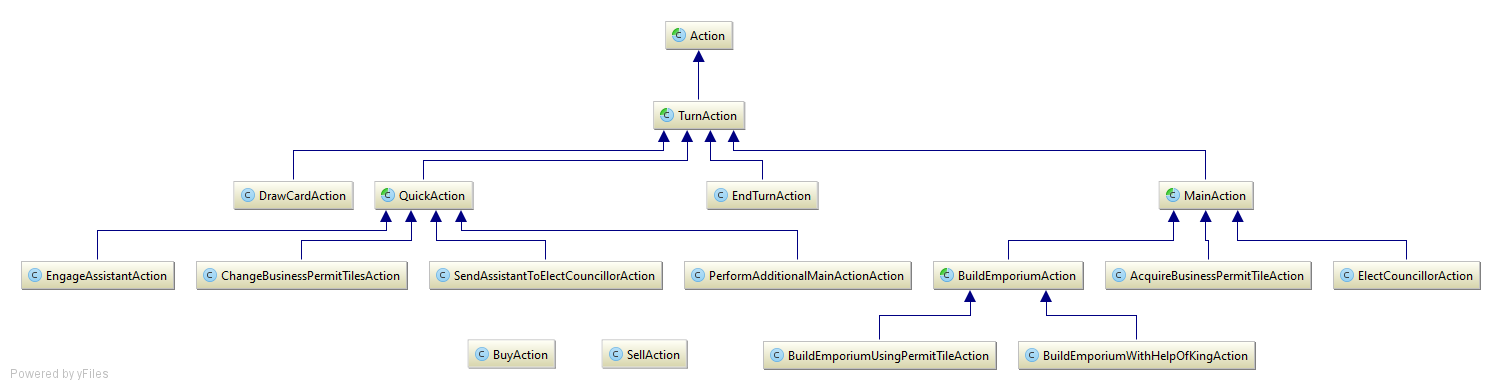 Action
TurnAction
DrawCardAction
QuickAction
EndTurnAction
MainAction
EngageAssistantAction
ChangeBusinessPermitTilesAction
SendAssistantToElectCouncillorAction
PerformAdditionalMainActionAction
BuildEmporiumAction
AcquireBusinessPermitTileAction
ElectCouncillorAction
BuyAction
SellAction
BuildEmporiumUsingPermitTileAction
BuildEmporiumWithHelpOfKingAction
Powered by yFiles